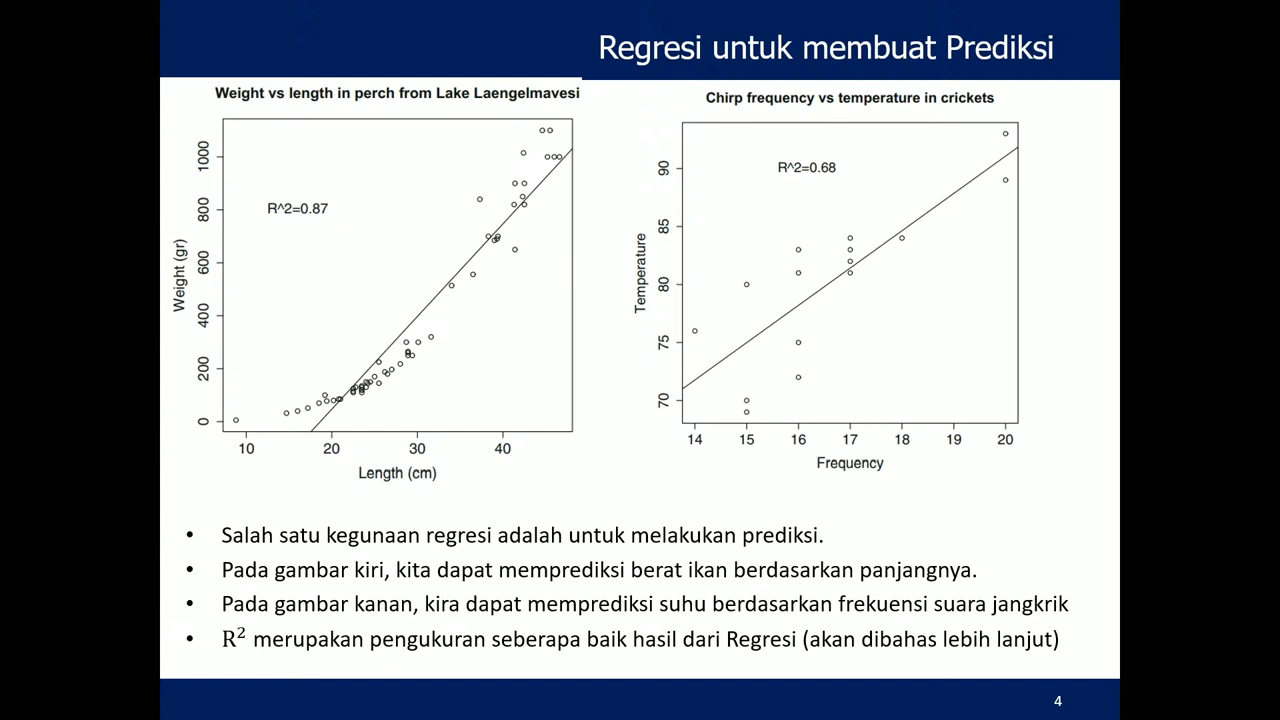 Regresi untuk membuat Prediksi
Weight vs length in perch from Lake Laengelmavesi
R^2=0.87
Weight (gr)
0
200
400
600
800
1000
10
20
30
40
Length (cm)
Chirp frequency vs temperature in crickets
R^2=0.68
Temperature
70
75
80
85
90
14
15
16
17
18
19
20
Frequency
• Salah satu kegunaan regresi adalah untuk melakukan prediksi.
• Pada gambar kiri, kita dapat memprediksi berat ikan berdasarkan panjangnya.
• Pada gambar kanan, kira dapat memprediksi suhu berdasarkan frekuensi suara jangkrik
• R² merupakan pengukuran seberapa baik hasil dari Regresi (akan dibahas lebih lanjut)
4